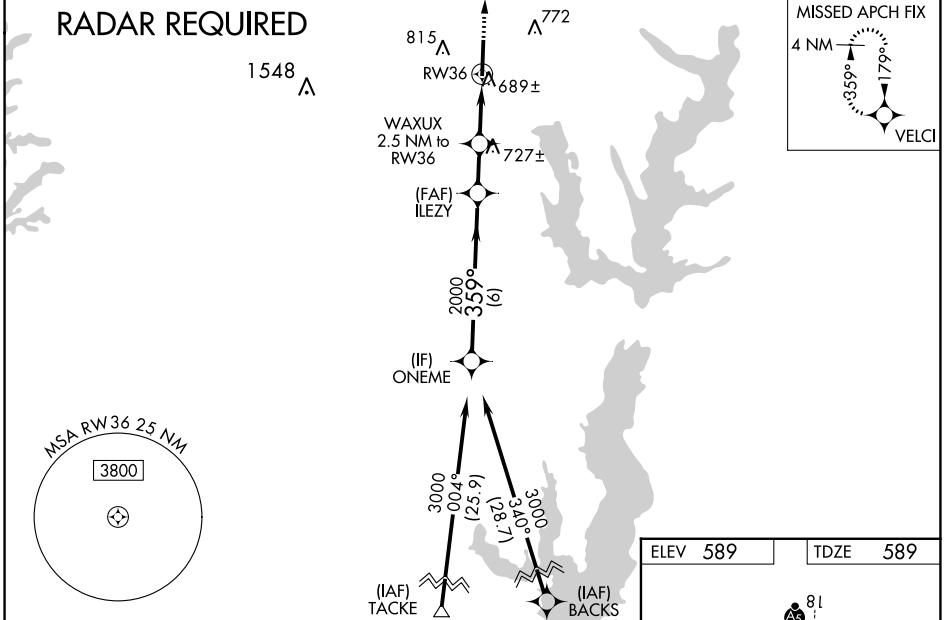 RADAR REQUIRED
772
815
1548
RW36
689±
WAXUX
2.5 NM to
RW36
727±
(FAF)
ILEZY
2000
359°
(6)
(IF)
ONEME
MISSED APCH FIX
4 NM
359°
179°
VELCI
MSA RW36 25 NM
3800
3000
004°
(25.9)
3000
340°
(28.7)
(IAF)
TACKE
(IAF)
BACKS
ELEV 589
TDZE 589
18
A5